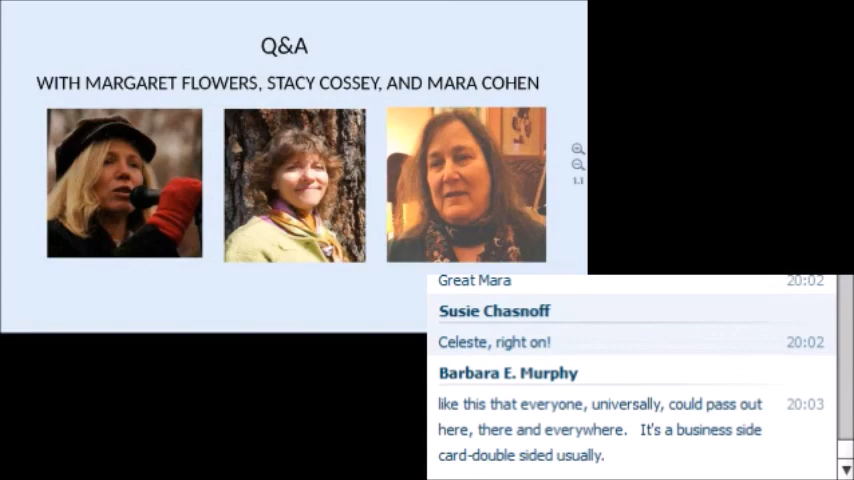 Q&A
WITH MARGARET FLOWERS, STACY COSSEY, AND MARA COHEN
1:1
Great Mara 20:02
Susie Chasnoff
Celeste, right on! 20:02
Barbara E. Murphy
like this that everyone, universally, could pass out 20:03
here, there and everywhere. It's a business side
card-double sided usually.